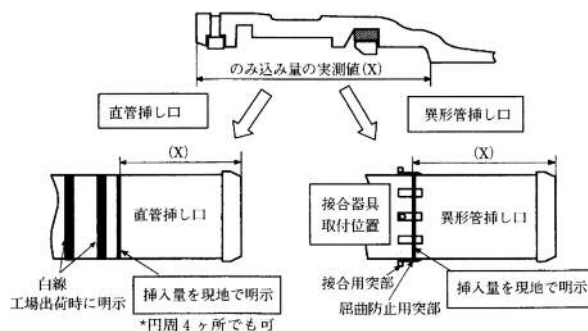 のみ込み量の実測値(X)
直管挿し口
異形管挿し口
(X)
(X)
直管挿し口
接合器具
取付位置
異形管挿し口
白線
工場出荷時に明示
挿入量を現地で明示
*円周4ヶ所でも可
接合用突部
屈曲防止用突部
挿入量を現地で明示